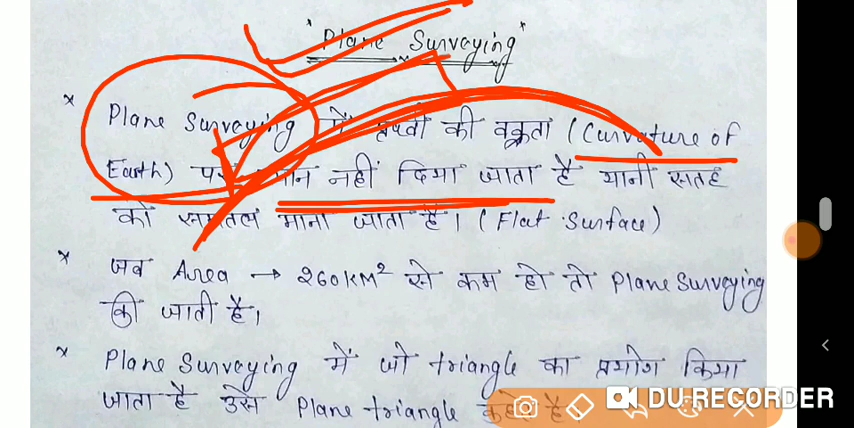 "Plane Surveying"
* Plane Surveying में पृथ्वी की वक्रता (Curvature of
Earth) पर ध्यान नहीं दिया जाता है यानी सतह
को समतल माना जाता है। (Flat Surface)
* जब Area → 260KM² से कम हो तो Plane Surveying
की जाती है।
* Plane Surveying में जो triangle का प्रयोग किया
जाता है उसे Plane triangle कहते है।
DU RECORDER